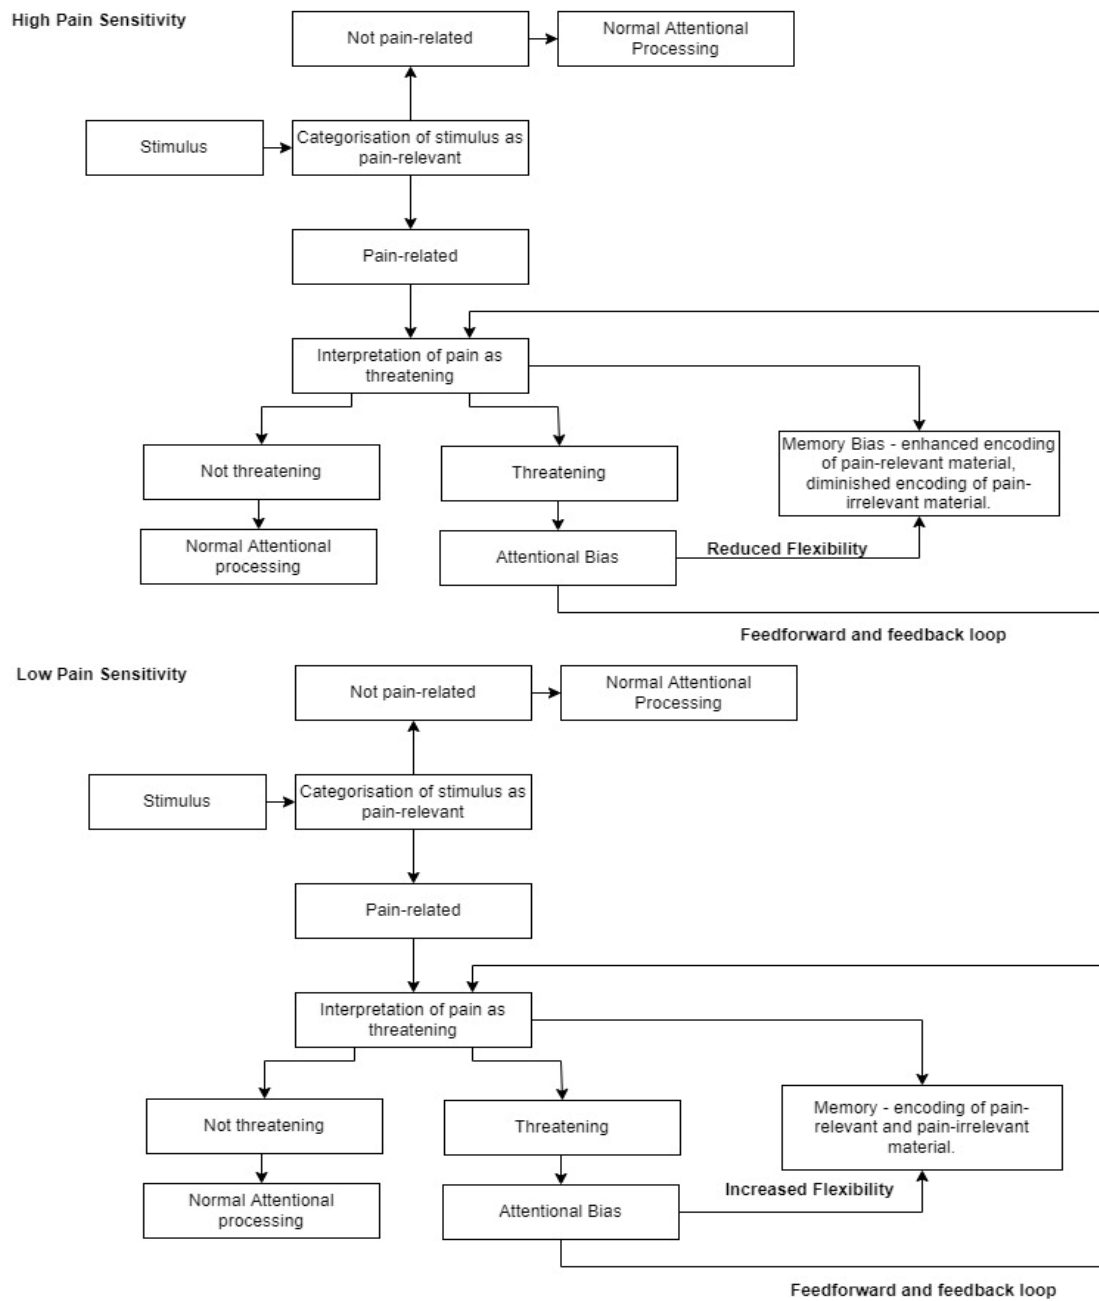 High Pain Sensitivity
Not pain-related
Normal Attentional
Processing
Stimulus
Categorisation of stimulus as
pain-relevant
Pain-related
Interpretation of pain as
threatening
Not threatening
Threatening
Memory Bias - enhanced encoding
of pain-relevant material,
diminished encoding of pain-
irrelevant material.
Normal Attentional
processing
Attentional Bias
Reduced Flexibility
Feedforward and feedback loop
Low Pain Sensitivity
Not pain-related
Normal Attentional
Processing
Stimulus
Categorisation of stimulus as
pain-relevant
Pain-related
Interpretation of pain as
threatening
Not threatening
Threatening
Memory - encoding of pain-
relevant and pain-irrelevant
material.
Normal Attentional
processing
Attentional Bias
Increased Flexibility
Feedforward and feedback loop